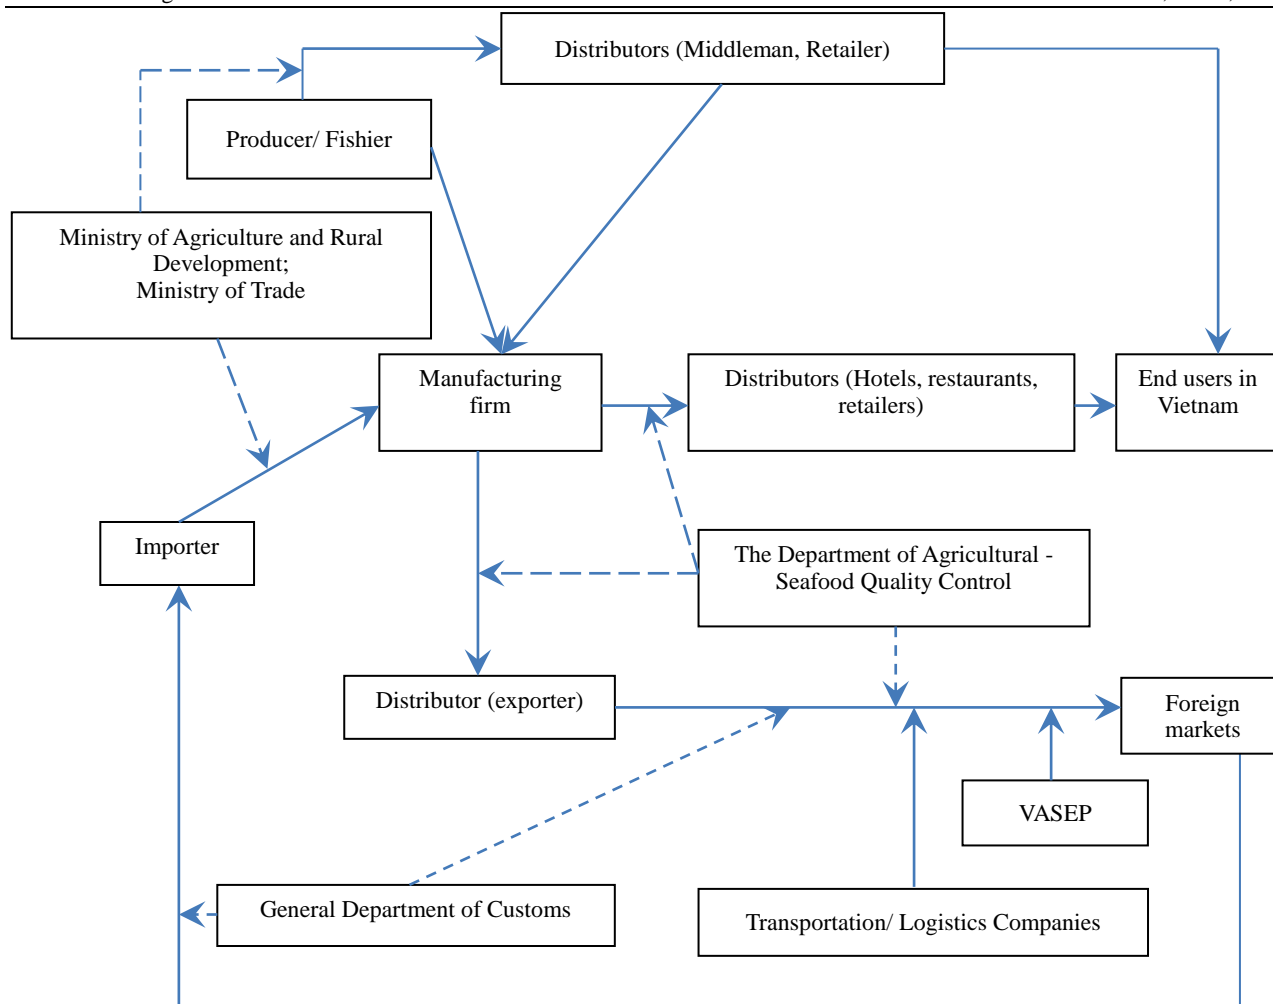 Distributors (Middleman, Retailer)
Producer/ Fishier
Ministry of Agriculture and Rural
Development;
Ministry of Trade
Manufacturing
firm
Distributors (Hotels, restaurants,
retailers)
End users in
Vietnam
Importer
The Department of Agricultural -
Seafood Quality Control
Distributor (exporter)
Foreign
markets
VASEP
General Department of Customs
Transportation/ Logistics Companies